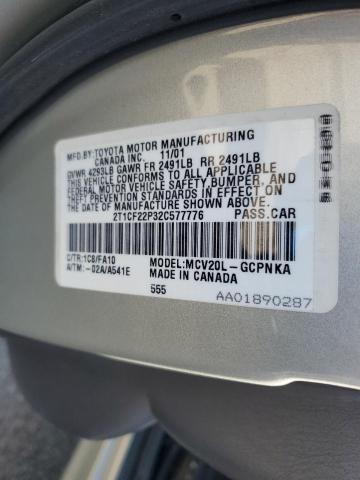 MFD.BY:TOYOTA MOTOR MANUFACTURING
CANADA INC. 11/01
GVWR 4293LB GAWR FR 2491LB RR 2491LB
THIS VEHICLE CONFORMS TO ALL
FEDERAL MOTOR VEHICLE SAFETY, BUMPER, AND
THEFT PREVENTION STANDARDS IN EFFECT ON
THE DATE OF MANUFACTURE SHOWN ABOVE.
2T1CF22P32C577776 PASS.CAR
C/TR:1C8/FA10 MODEL:MCV20L-GCPNKA
A/TM:-02A/A541E MADE IN CANADA
555
AA01890287